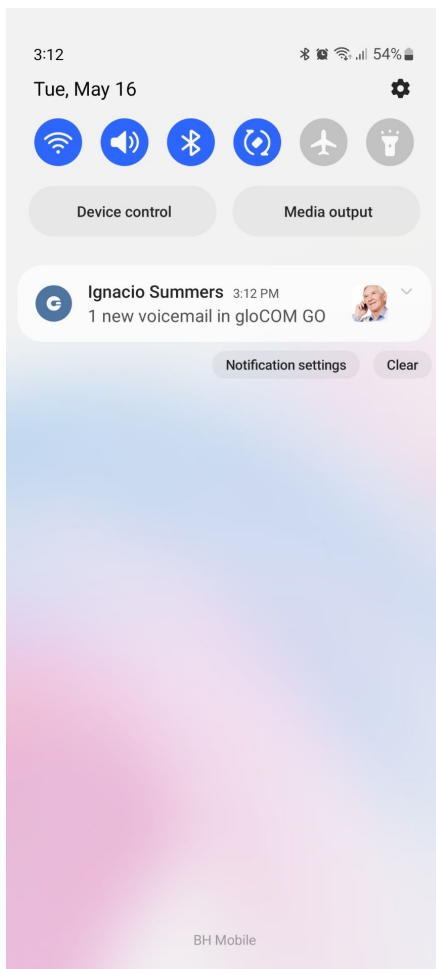 3:12 54%
Tue, May 16
Device control Media output
Ignacio Summers 3:12 PM
1 new voicemail in gloCOM GO
Notification settings Clear
BH Mobile